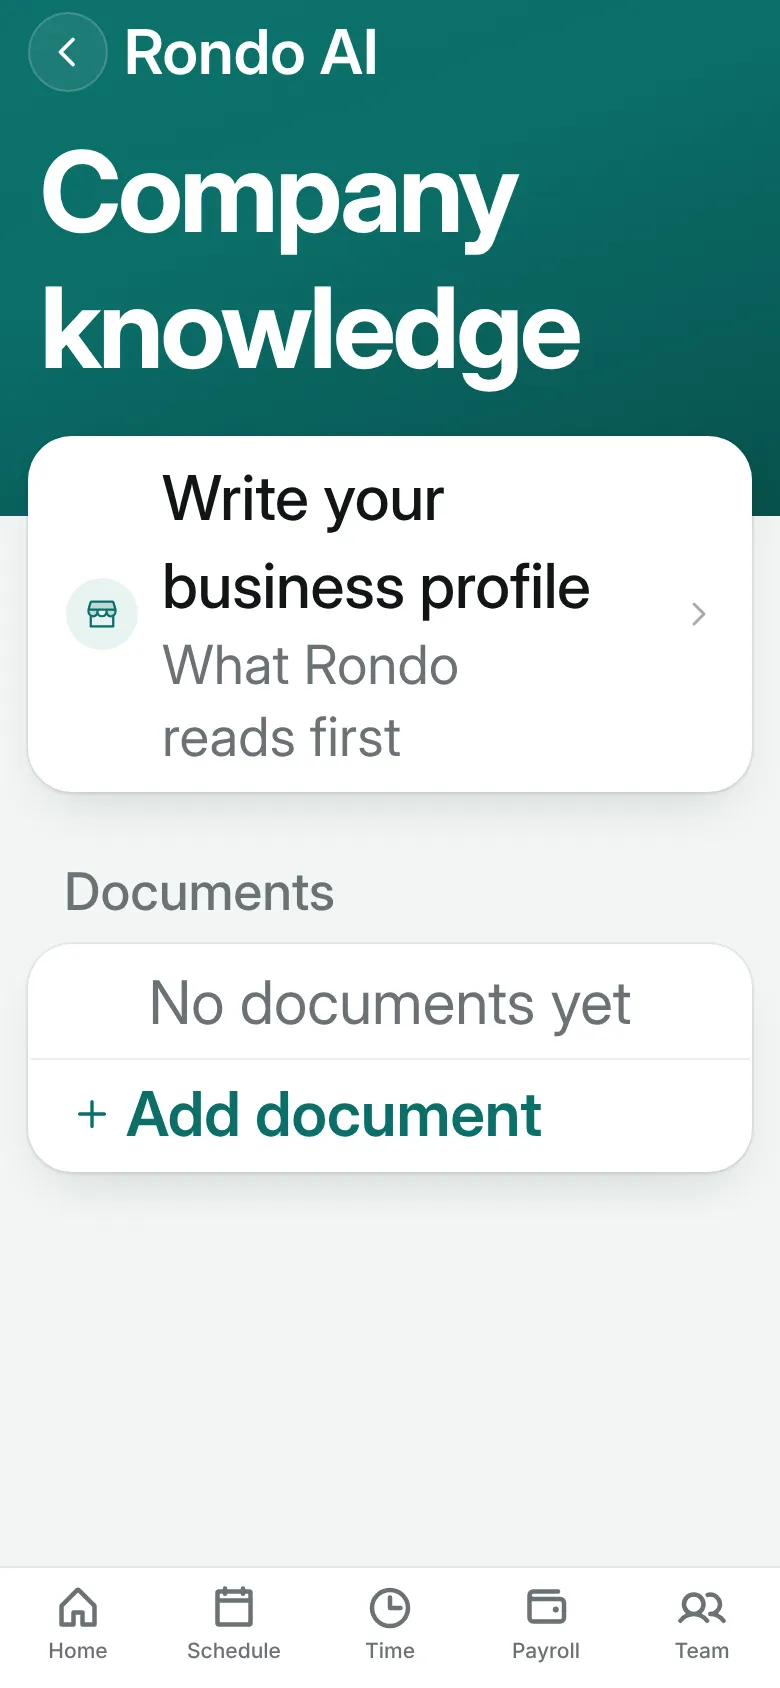 Rondo AI
Company
knowledge
Write your
business profile
What Rondo
reads first
Documents
No documents yet
+ Add document
Home
Schedule
Time
Payroll
Team